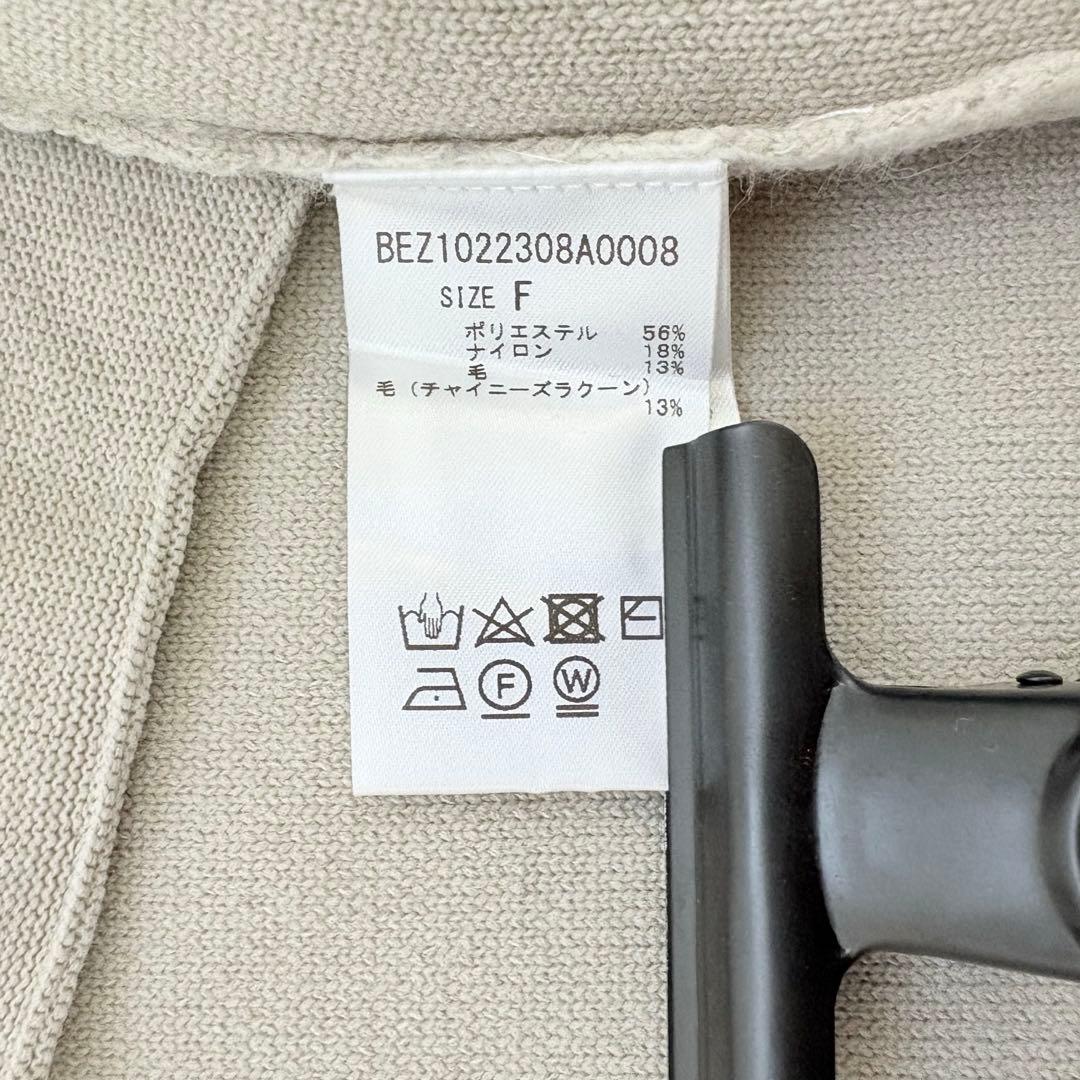 BEZ1022308A0008
SIZE F
ポリエステル 56%
ナイロン 18%
毛 13%
毛(チャイニーズラクーン)
13%
F W